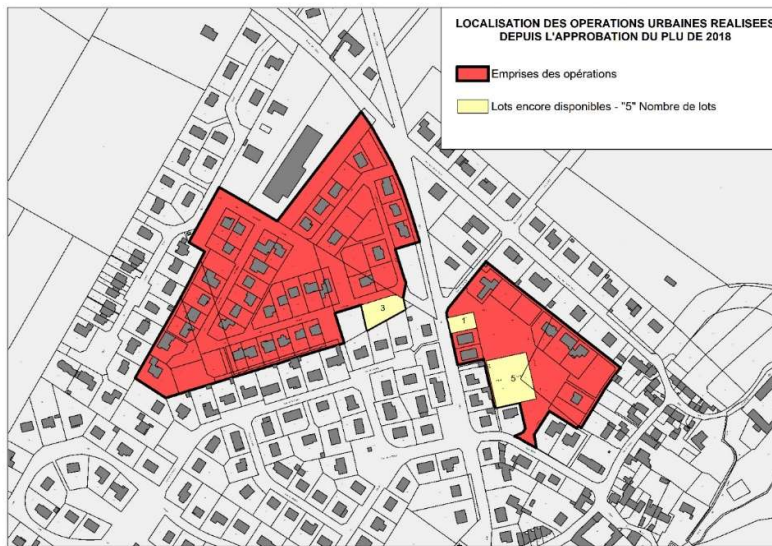 LOCALISATION DES OPERATIONS URBAINES REALISEES
DEPUIS L'APPROBATION DU PLU DE 2018
Emprises des opérations
Lots encore disponibles - "5" Nombre de lots
3
1
5